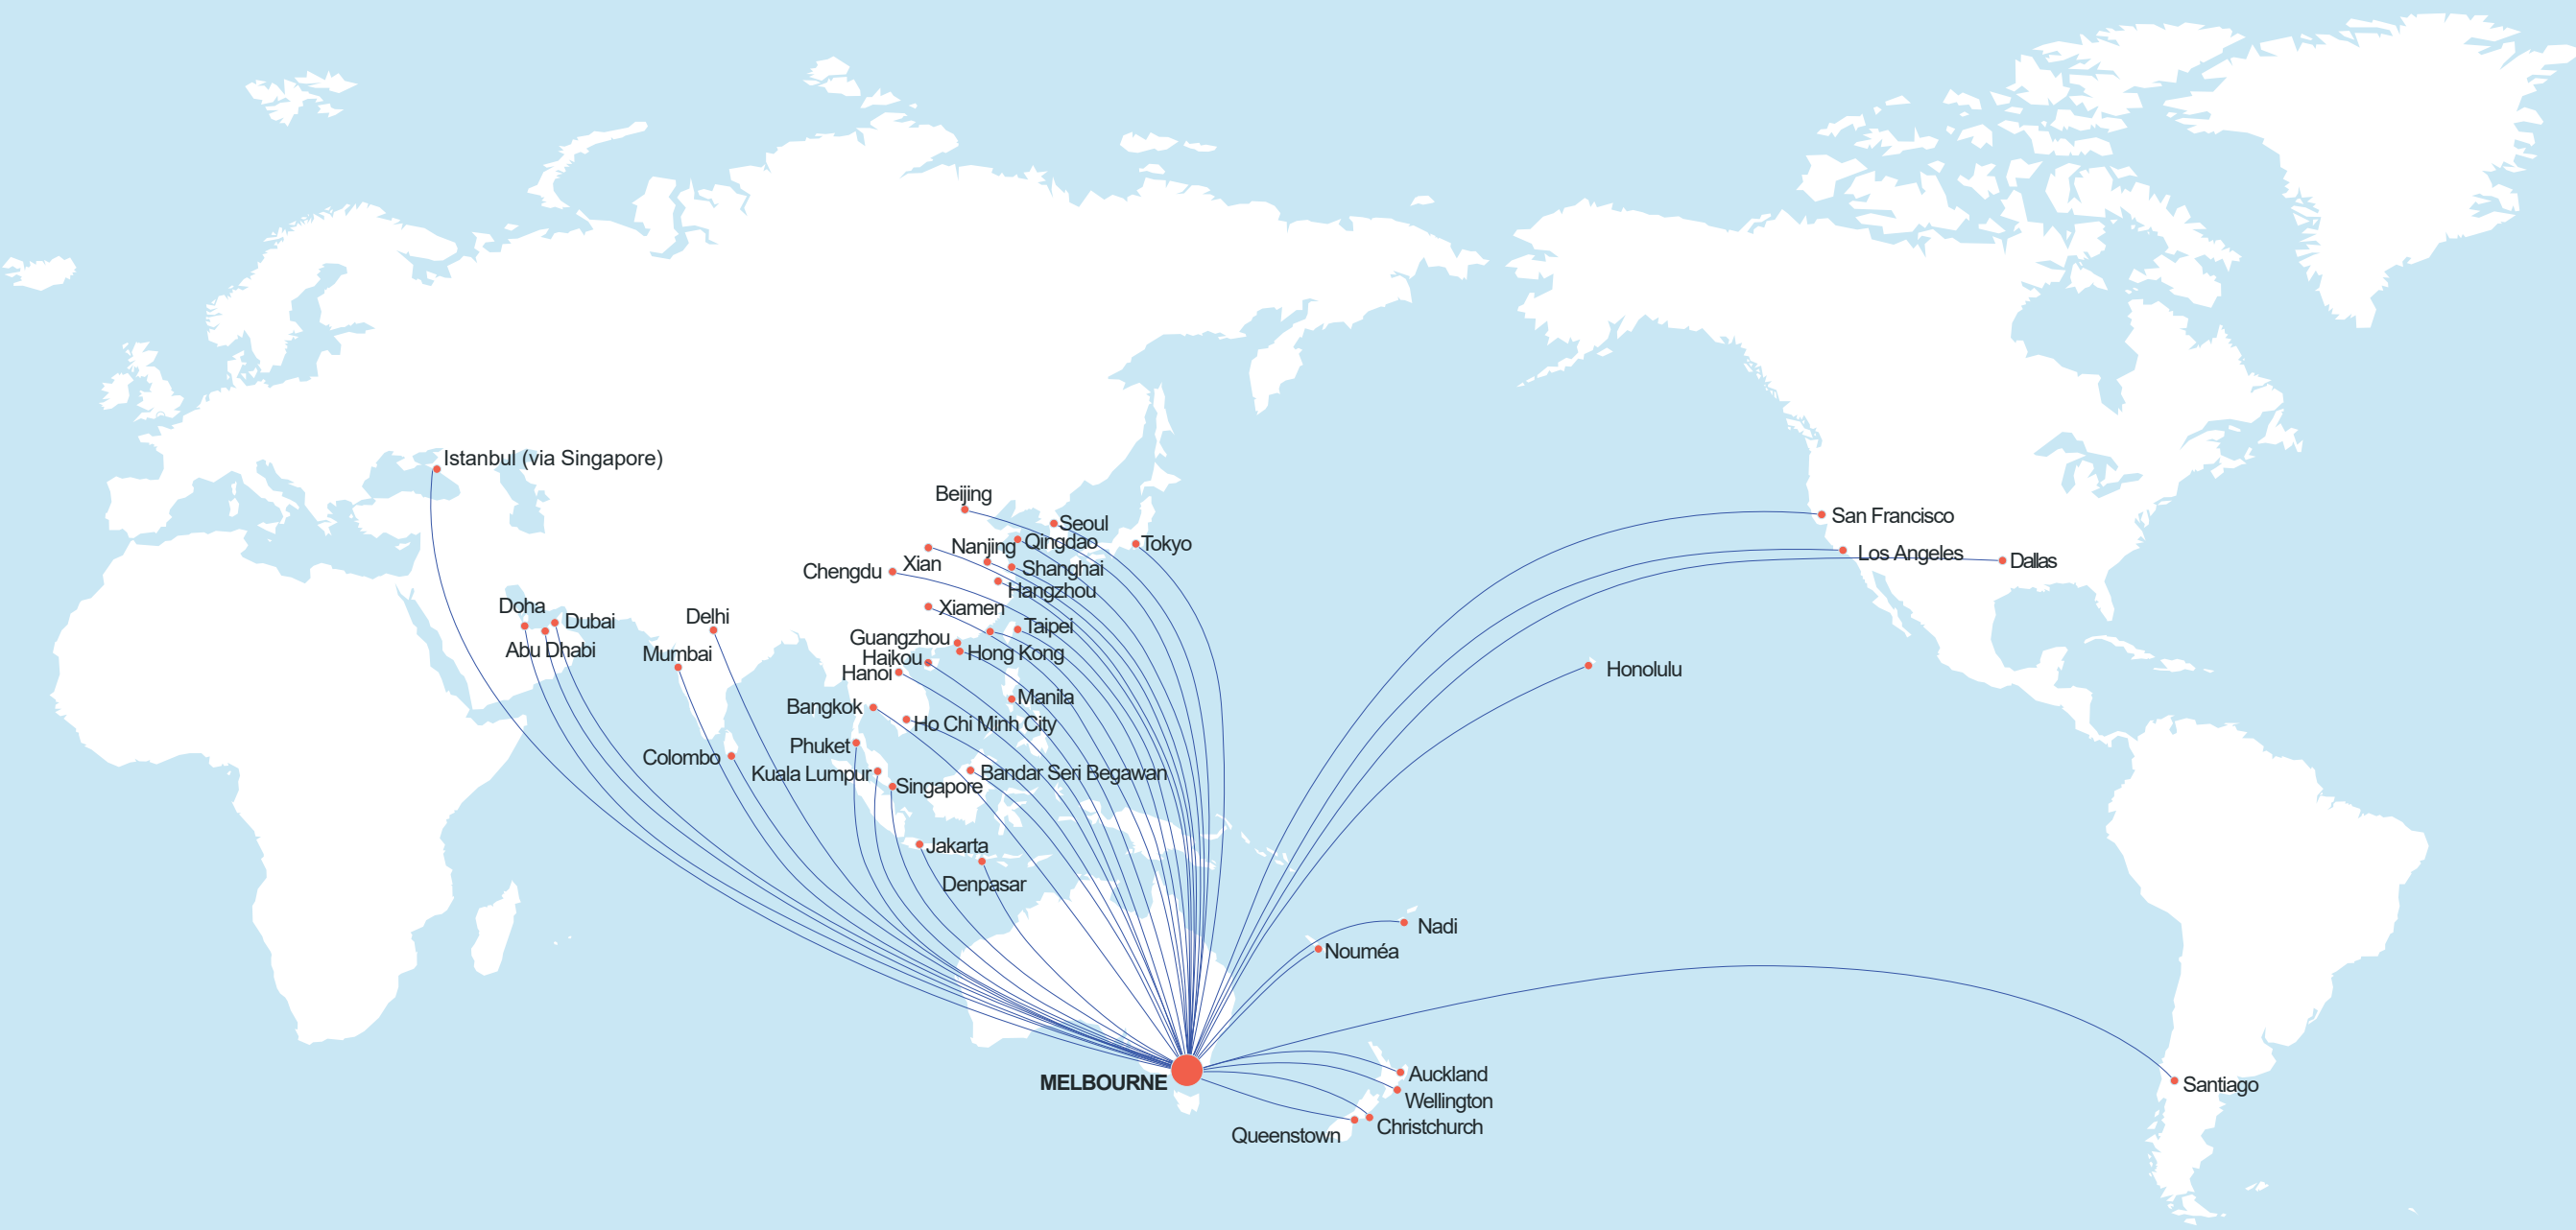 Istanbul (via Singapore)
Beijing
Seoul
San Francisco
Nanjing
Qingdao
Tokyo
Los Angeles
Dallas
Chengdu
Xian
Shanghai
Hangzhou
Doha
Dubai
Delhi
Xiamen
Taipei
Abu Dhabi
Guangzhou
Mumbai
Haikou
Hong Kong
Hanoi
Honolulu
Manila
Bangkok
Ho Chi Minh City
Phuket
Colombo
Kuala Lumpur
Bandar Seri Begawan
Singapore
Jakarta
Denpasar
Nadi
Nouméa
MELBOURNE
Auckland
Santiago
Wellington
Christchurch
Queenstown